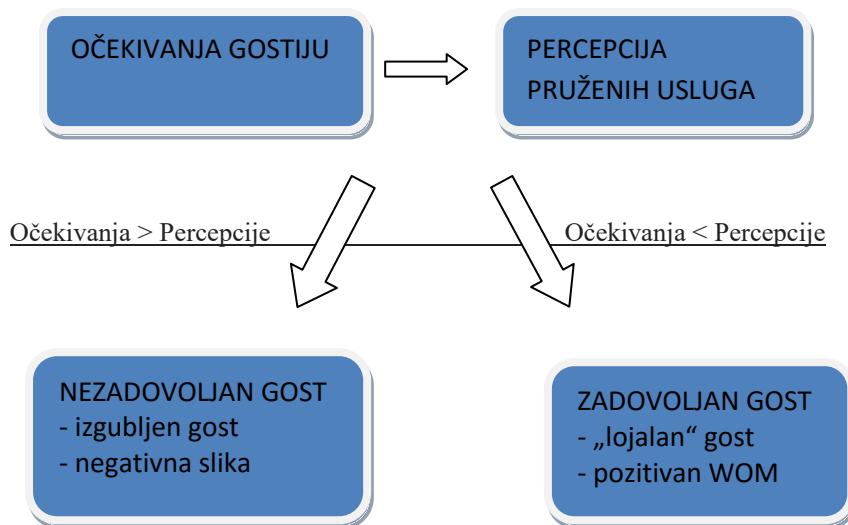 OČEKIVANJA GOSTIJU
PERCEPCIJA
PRUŽENIH USLUGA
Očekivanja > Percepcije
Očekivanja < Percepcije
NEZADOVOLJAN GOST
- izgubljen gost
- negativna slika
ZADOVOLJAN GOST
- „lojalan“ gost
- pozitivan WOM